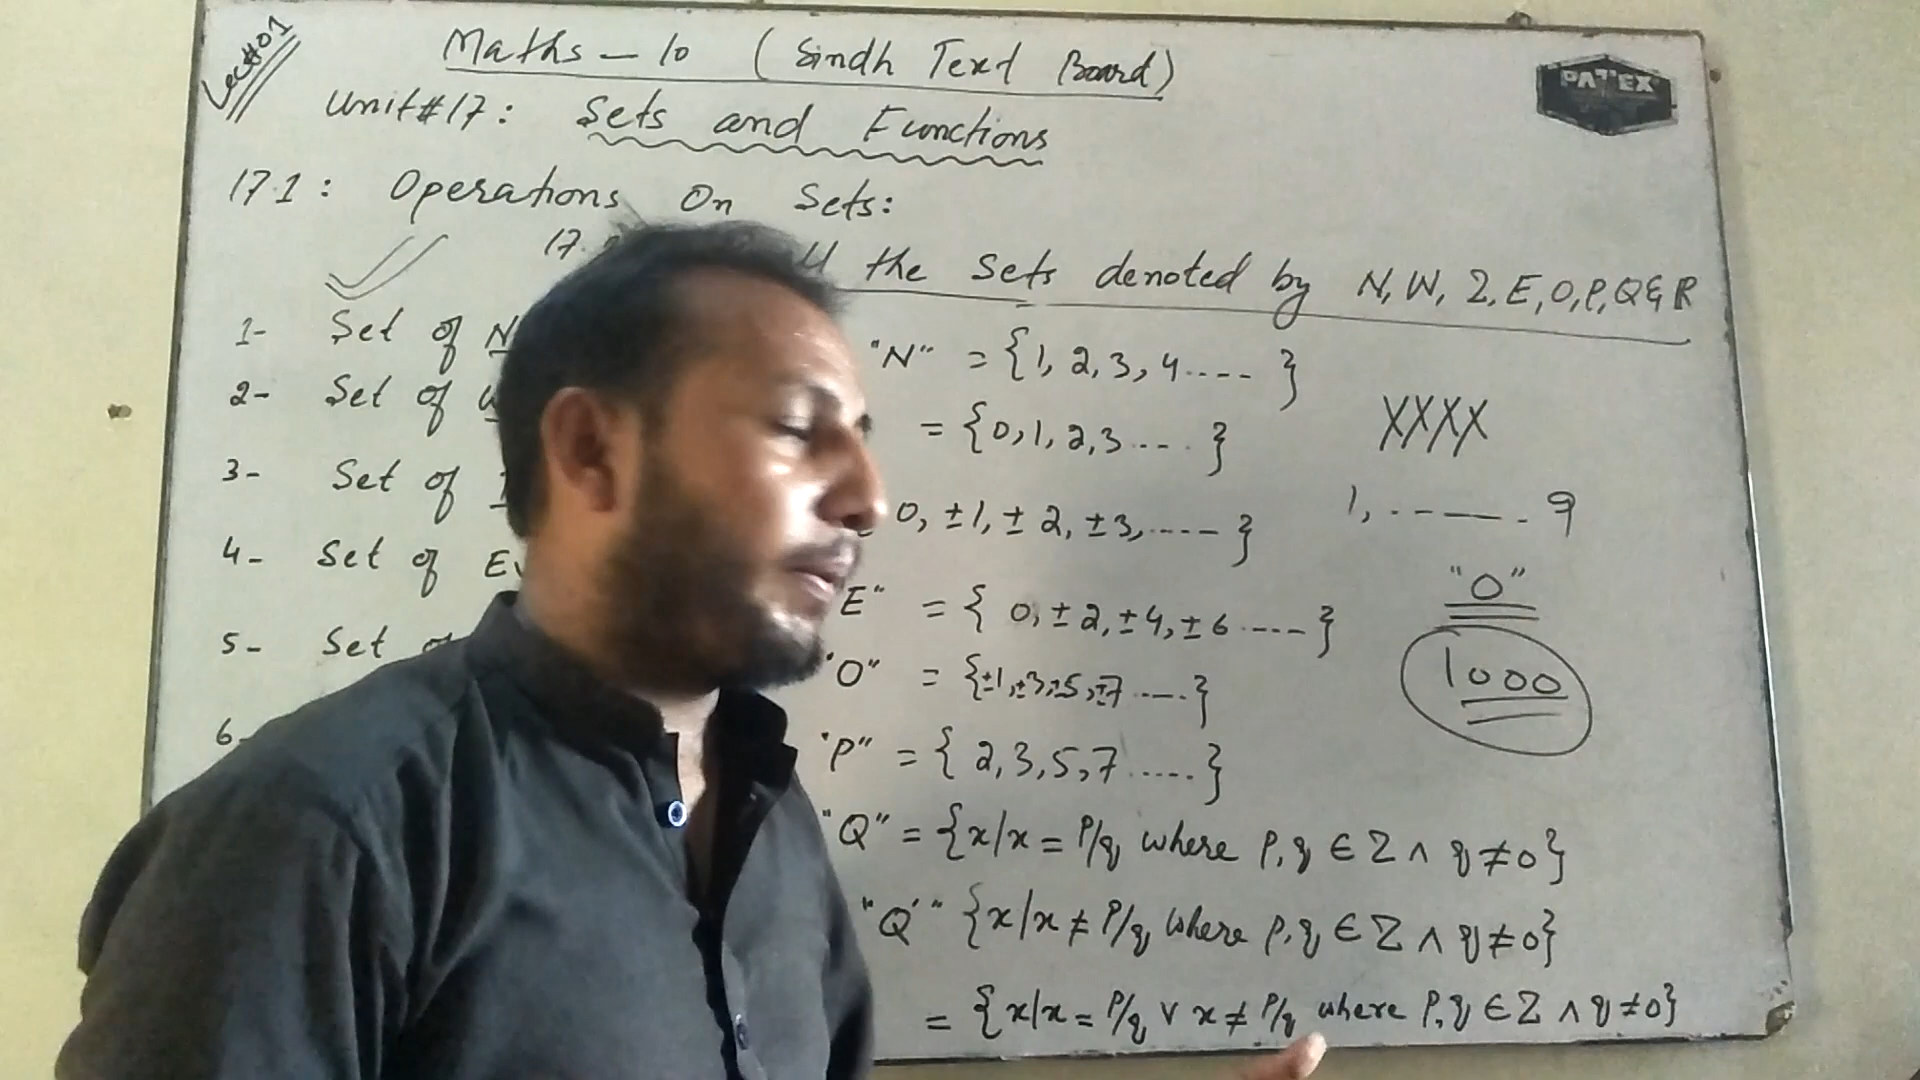 Lec#01
Maths - 10 (Sindh Text Board)
PATEX
Unit#17: Sets and Functions
17.1: Operations On Sets:
17. the Sets denoted by N, W, Z, E, O, P, Q & R
1- Set of N "N" = {1, 2, 3, 4.... }
2- Set of W = {0, 1, 2, 3.... }
XXXX
3- Set of 0, ±1, ±2, ±3, .... }
1, ------ 9
4- Set of Ev "E" = { 0, ±2, ±4, ±6 .... }
"0"
5- Set "O" = {±1, ±3, ±5, ±7 .... }
1000
6- "P" = { 2, 3, 5, 7 ..... }
"Q" = {x/x = P/q where P, q ∈ Z ∧ q ≠ 0}
"Q'" {x/x ≠ P/q where P, q ∈ Z ∧ q ≠ 0}
= {x/x = P/q ∨ x ≠ P/q where P, q ∈ Z ∧ q ≠ 0}